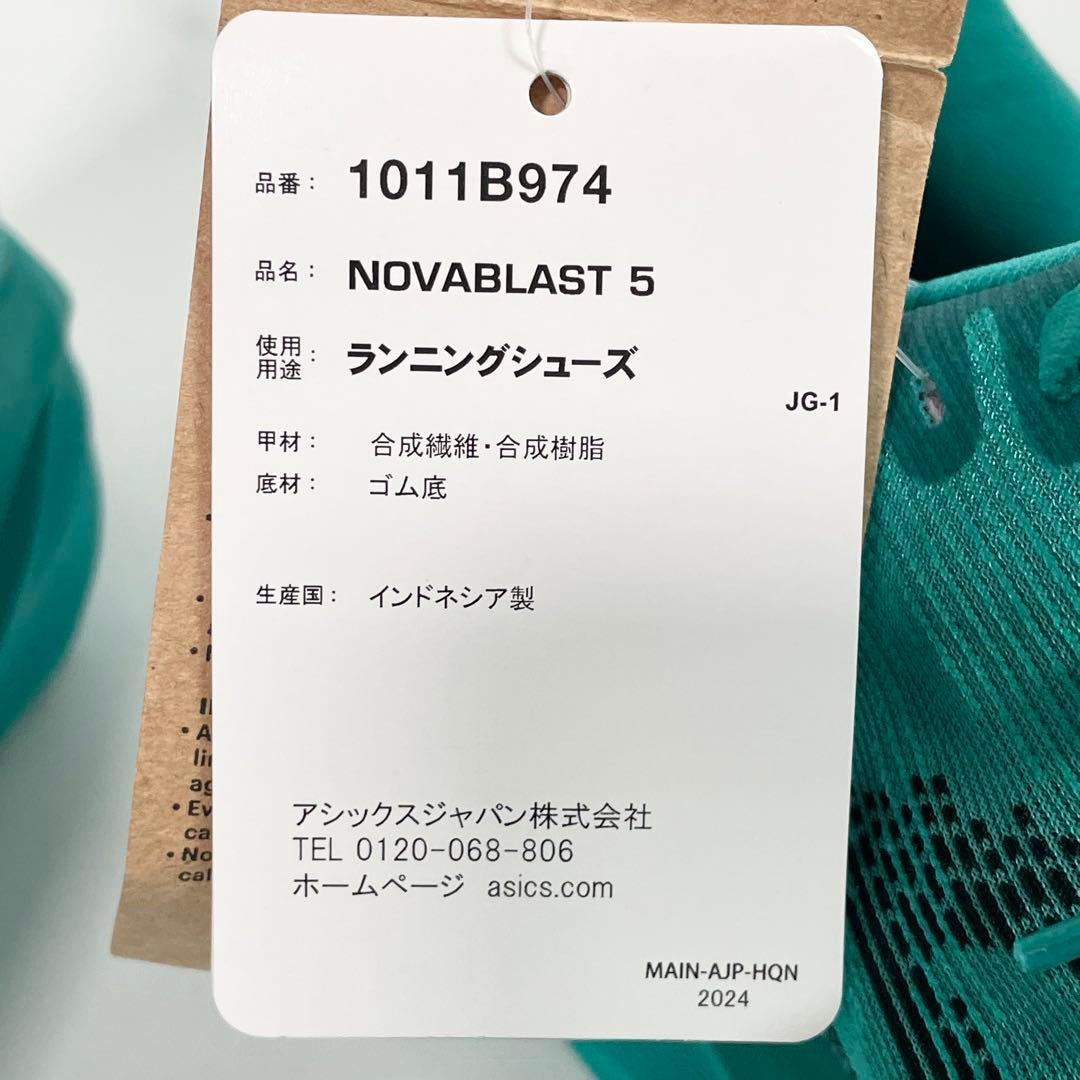 品番： 1011B974
品名： NOVABLAST 5
使用用途： ランニングシューズ
JG-1
甲材： 合成繊維・合成樹脂
底材： ゴム底
生産国： インドネシア製
アシックスジャパン株式会社
TEL 0120-068-806
ホームページ asics.com
MAIN-AJP-HQN
2024